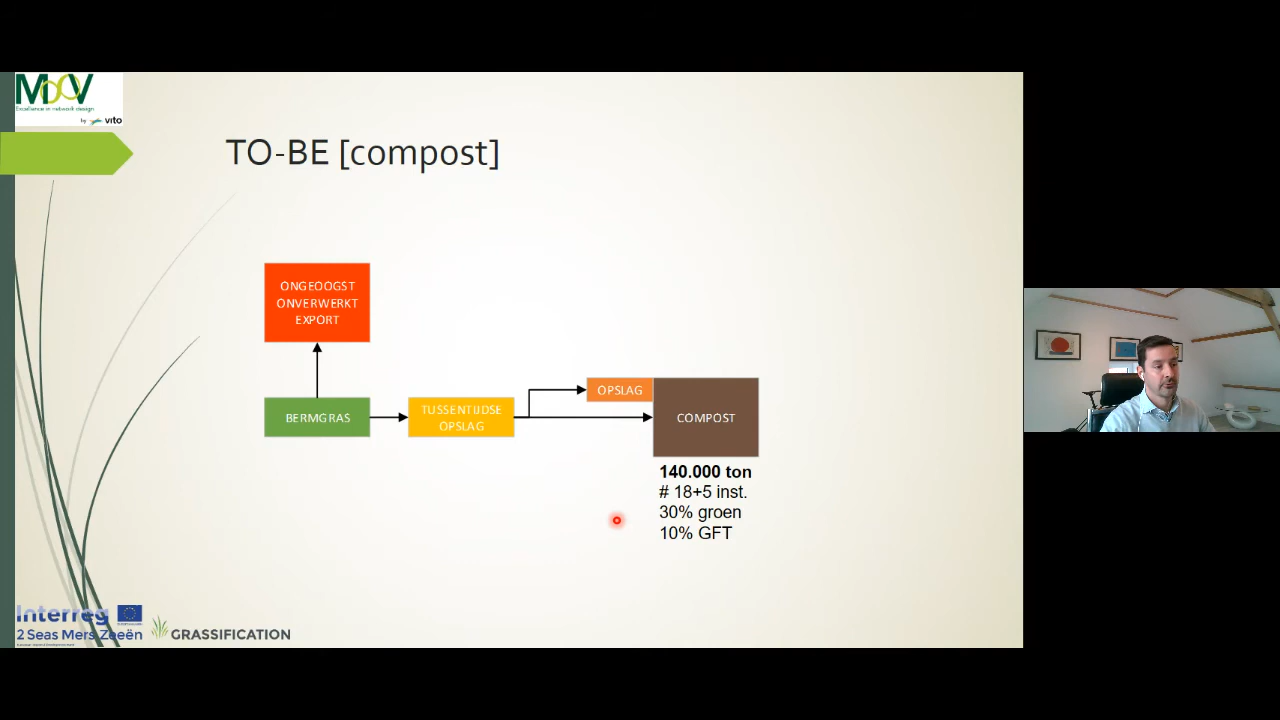 MOOV
Excellence in network design
by vito
TO-BE [compost]
ONGEOOGST
ONVERWERKT
EXPORT
BERMGRAS
TUSSENTIJDSE
OPSLAG
OPSLAG
COMPOST
140.000 ton
# 18+5 inst.
30% groen
10% GFT
Interreg
2 Seas Mers Zeeën
GRASSIFICATION